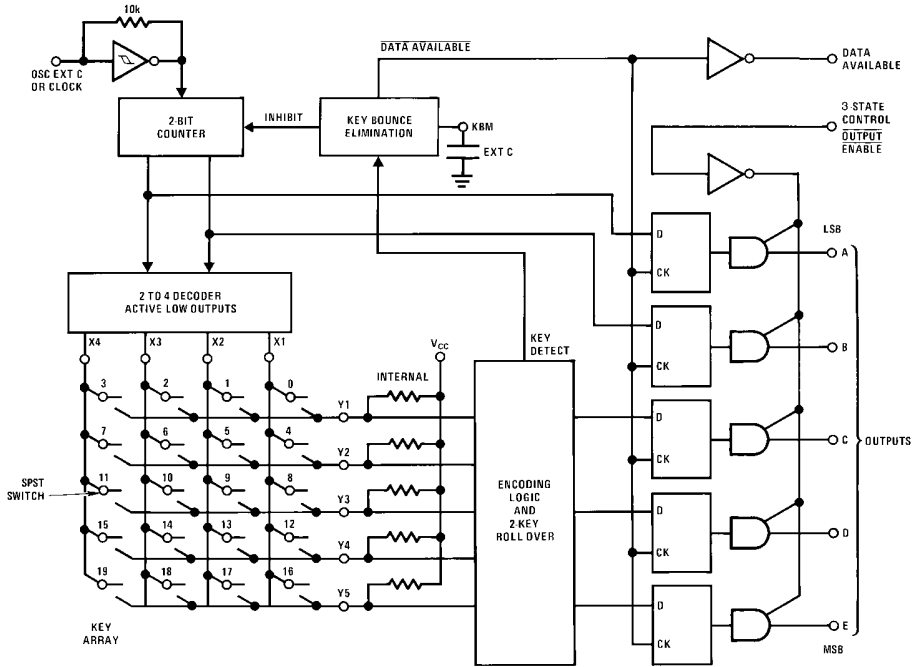 10k
OSC EXT C
OR CLOCK
2-BIT
COUNTER
INHIBIT
DATA AVAILABLE
KEY BOUNCE
ELIMINATION
KBM
EXT C
DATA
AVAILABLE
3-STATE
CONTROL
OUTPUT
ENABLE
2 TO 4 DECODER
ACTIVE LOW OUTPUTS
X4
X3
X2
X1
KEY
DETECT
VCC
INTERNAL
3
2
1
0
Y1
7
6
5
4
Y2
11
10
9
8
Y3
15
14
13
12
Y4
19
18
17
16
Y5
SPST
SWITCH
KEY
ARRAY
ENCODING
LOGIC
AND
2-KEY
ROLL OVER
D
CK
LSB
A
D
CK
B
D
CK
C
OUTPUTS
D
CK
D
D
CK
E
MSB